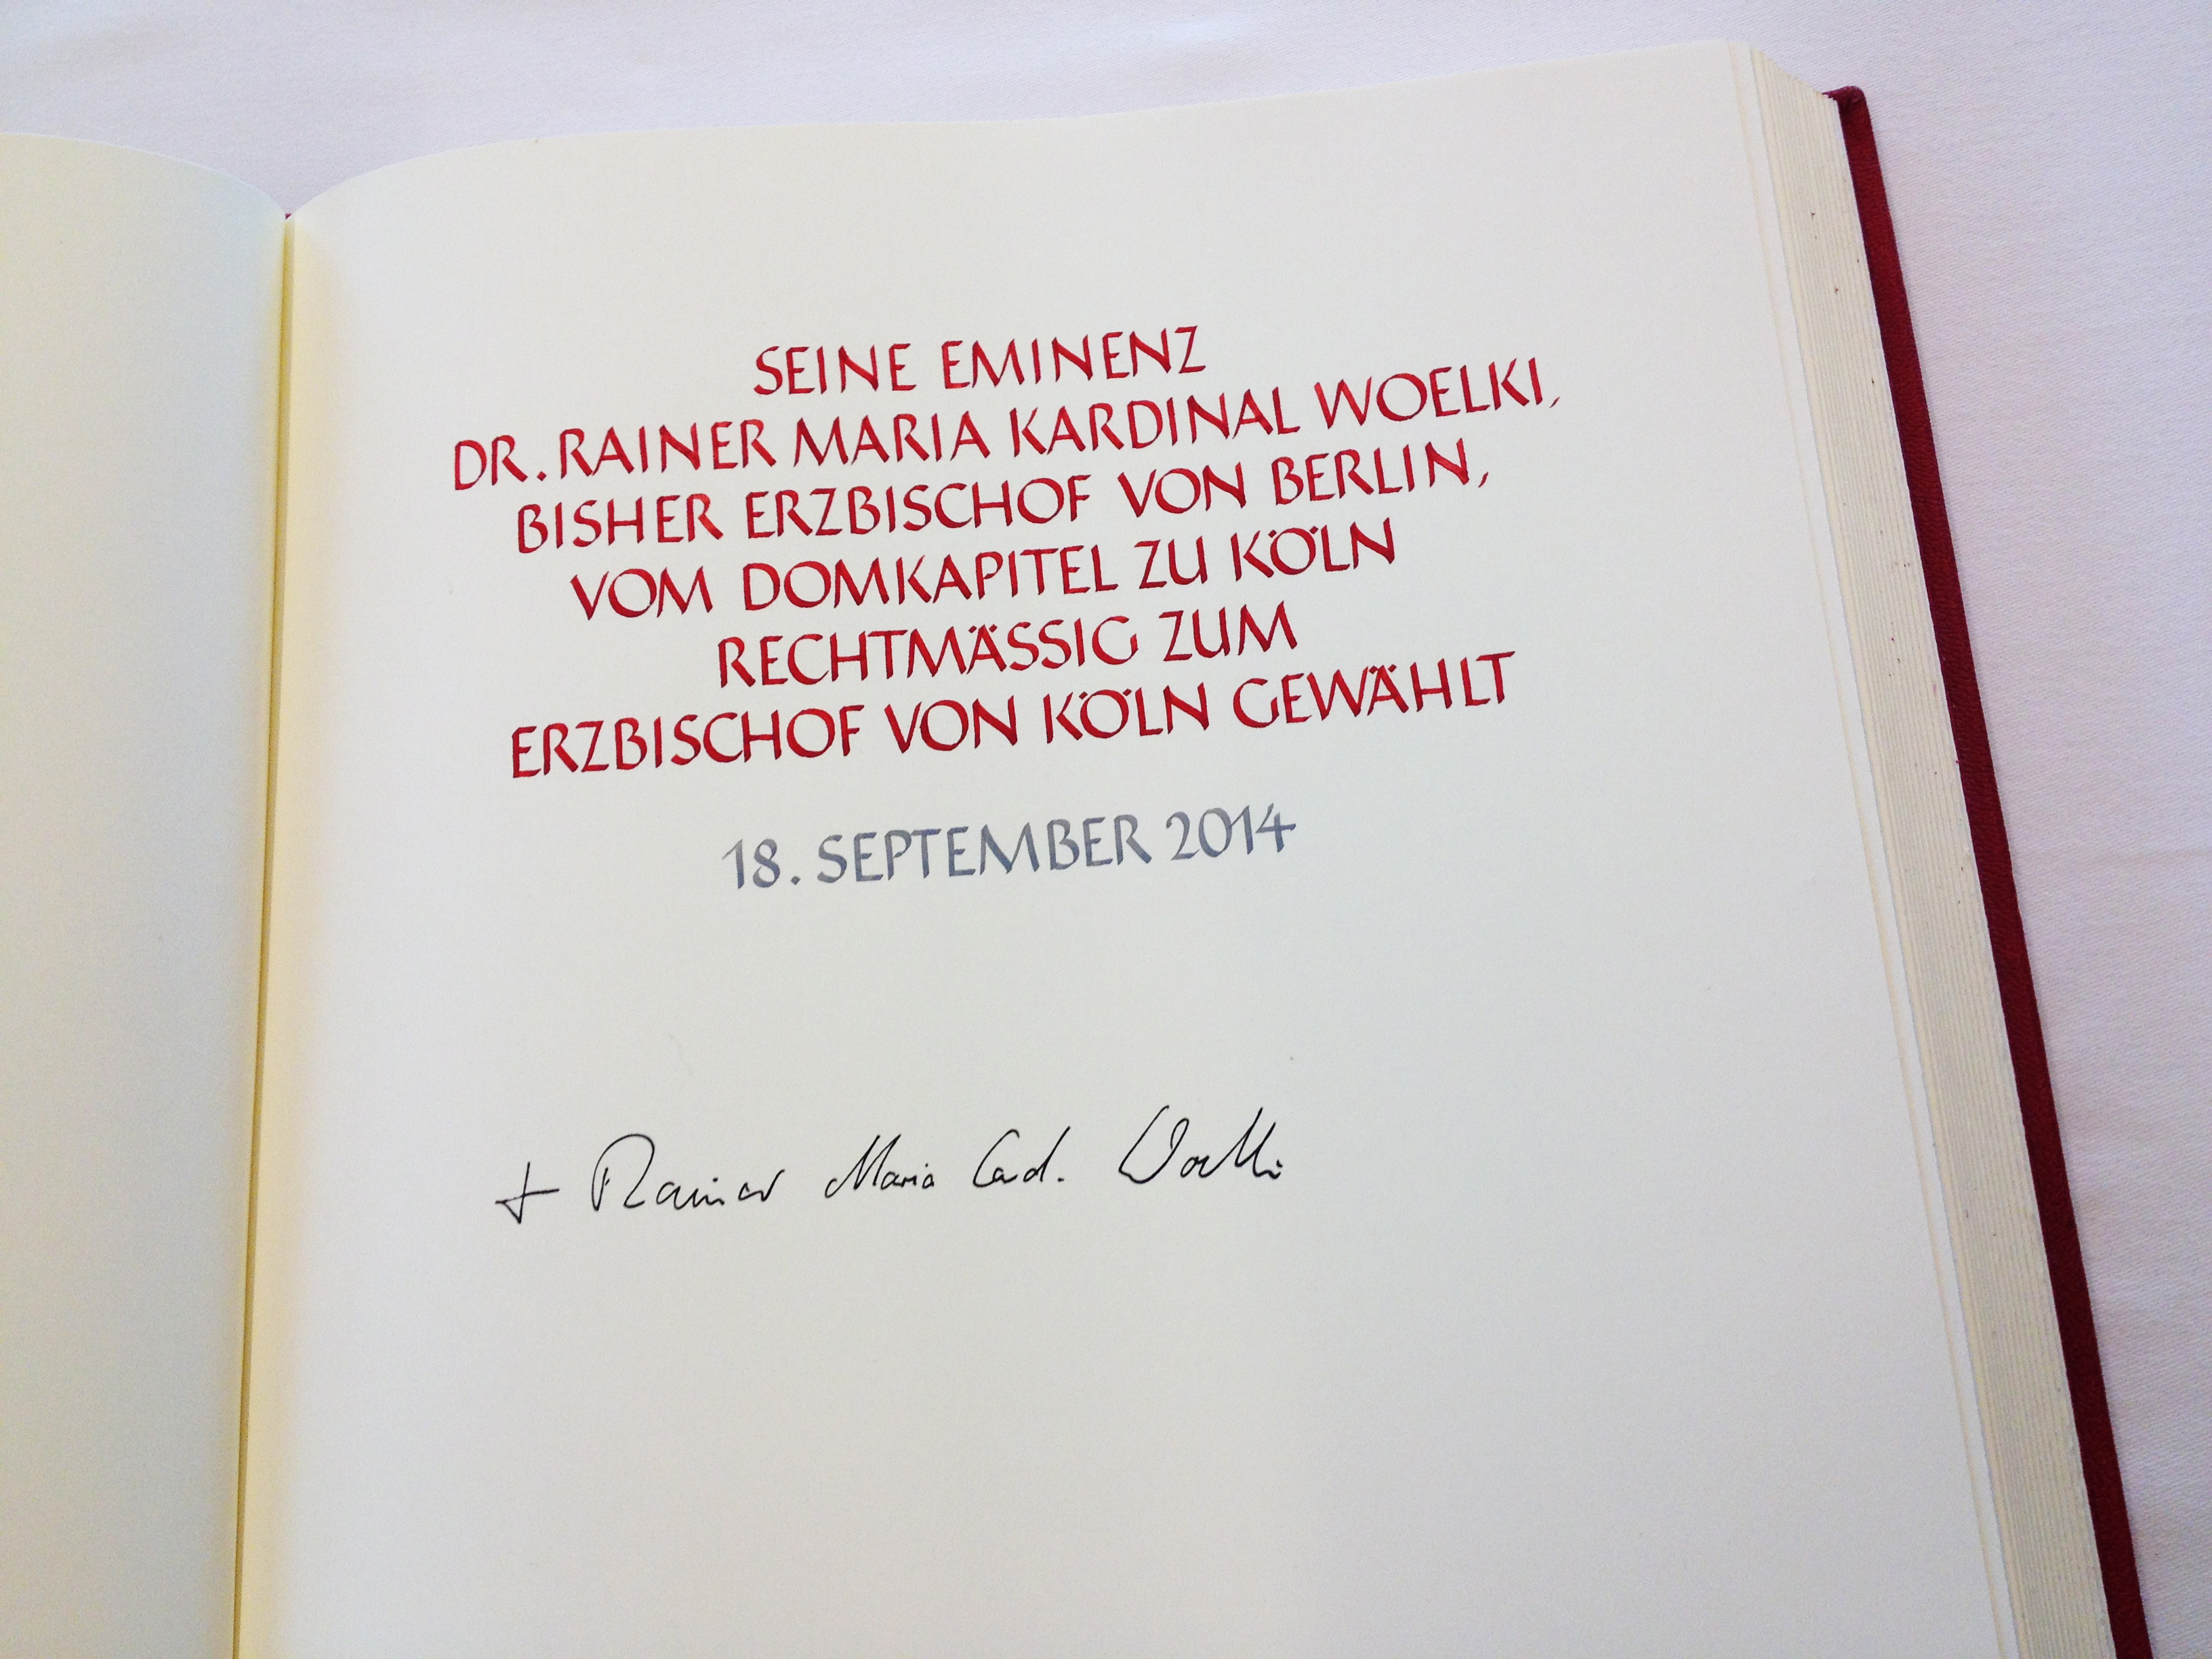 SEINE EMINENZ
DR. RAINER MARIA KARDINAL WOELKI,
BISHER ERZBISCHOF VON BERLIN,
VOM DOMKAPITEL ZU KÖLN
RECHTMÄSSIG ZUM
ERZBISCHOF VON KÖLN GEWÄHLT
18. SEPTEMBER 2014
+ Rainer Maria Card. Woelki